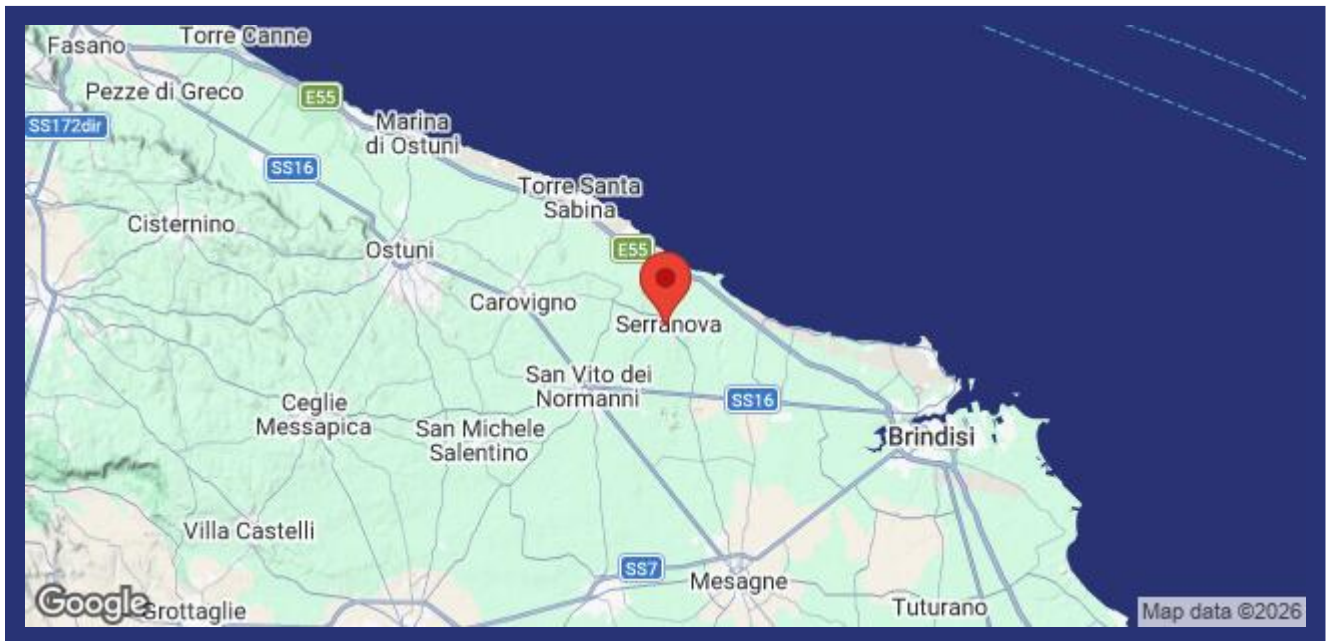 Torre Canne
Fasano
Pezze di Greco
E55
SS172dir
Marina
di Ostuni
SS16
Torre Santa
Sabina
Cisternino
Ostuni
E55
Carovigno
Serranova
San Vito dei
Normanni
SS16
Ceglie
Messapica
San Michele
Salentino
Brindisi
Villa Castelli
SS7
Mesagne
Google
Grottaglie
Tuturano
Map data ©2026